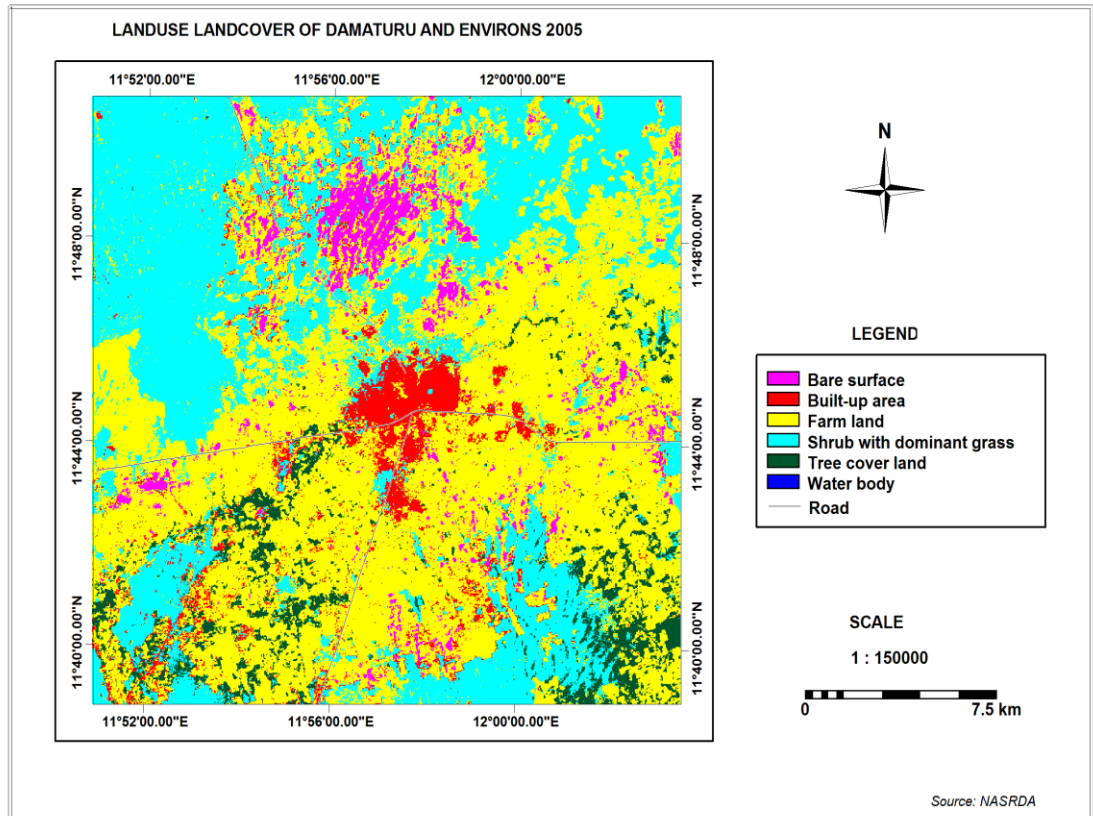 LANDUSE LANDCOVER OF DAMATURU AND ENVIRONS 2005
11°52'00.00"E 11°56'00.00"E 12°00'00.00"E
N
11°48'00.00"N 11°48'00.00"N
11°44'00.00"N 11°44'00.00"N
11°40'00.00"N 11°40'00.00"N
11°52'00.00"E 11°56'00.00"E 12°00'00.00"E
LEGEND
Bare surface
Built-up area
Farm land
Shrub with dominant grass
Tree cover land
Water body
Road
SCALE
1 : 150000
0 7.5 km
Source: NASRDA